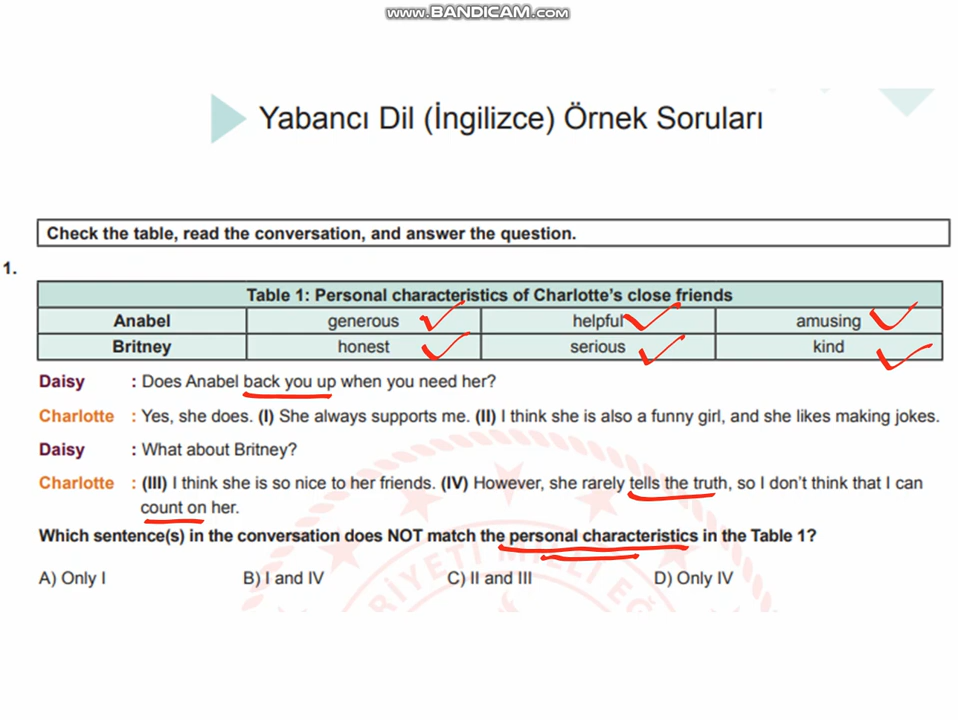 www.BANDICAM.com
Yabancı Dil (İngilizce) Örnek Soruları
Check the table, read the conversation, and answer the question.
1.
Table 1: Personal characteristics of Charlotte's close friends
Anabel generous helpful amusing
Britney honest serious kind
Daisy : Does Anabel back you up when you need her?
Charlotte : Yes, she does. (I) She always supports me. (II) I think she is also a funny girl, and she likes making jokes.
Daisy : What about Britney?
Charlotte : (III) I think she is so nice to her friends. (IV) However, she rarely tells the truth, so I don't think that I can
count on her.
Which sentence(s) in the conversation does NOT match the personal characteristics in the Table 1?
A) Only I B) I and IV C) II and III D) Only IV